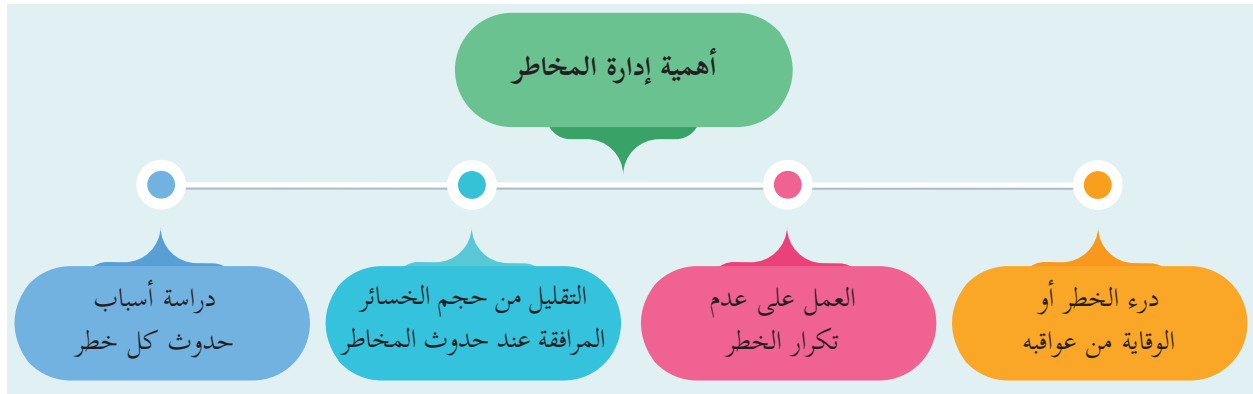 أهمية إدارة المخاطر
درء الخطر أو
الوقاية من عواقبه
العمل على عدم
تكرار الخطر
التقليل من حجم الخسائر
المرافقة عند حدوث المخاطر
دراسة أسباب
حدوث كل خطر